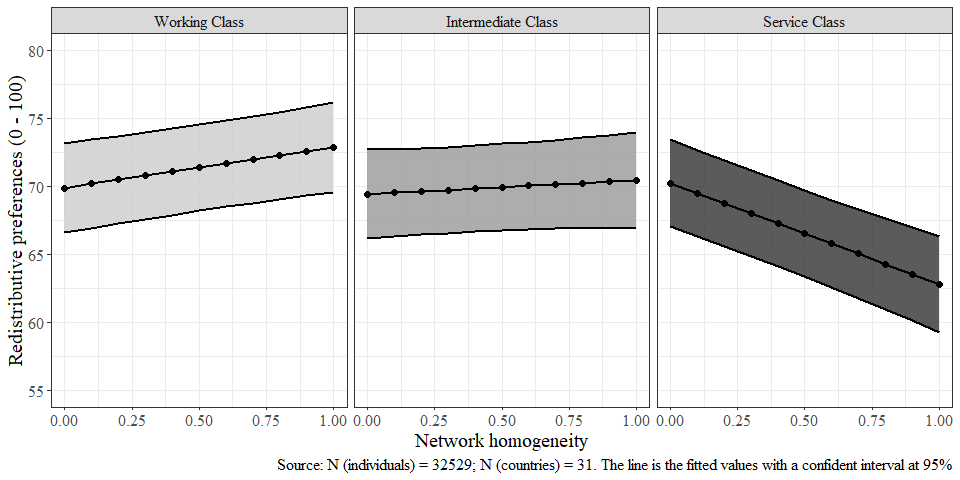 Working Class
Intermediate Class
Service Class
Redistributive preferences (0 - 100)
80
75
70
65
60
55
0.00 0.25 0.50 0.75 1.00
0.00 0.25 0.50 0.75 1.00
0.00 0.25 0.50 0.75 1.00
Network homogeneity
Source: N (individuals) = 32529; N (countries) = 31. The line is the fitted values with a confident interval at 95%